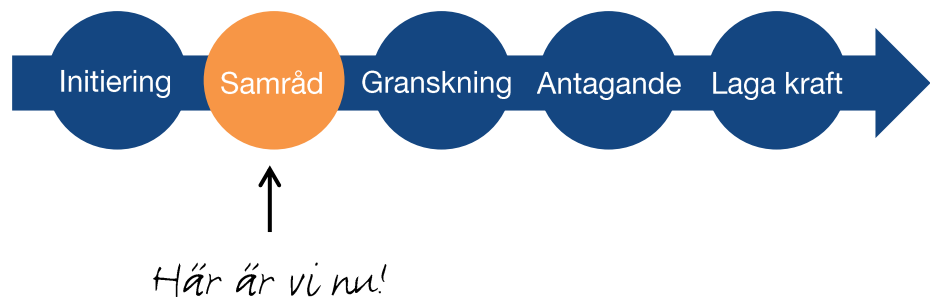 Initiering
Samråd
Granskning
Antagande
Laga kraft
Här är vi nu!